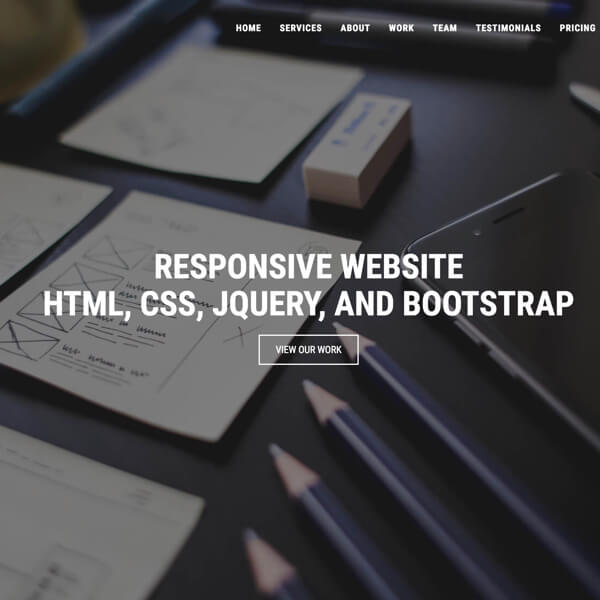 HOME SERVICES ABOUT WORK TEAM TESTIMONIALS PRICING
RESPONSIVE WEBSITE
HTML, CSS, JQUERY, AND BOOTSTRAP
VIEW OUR WORK